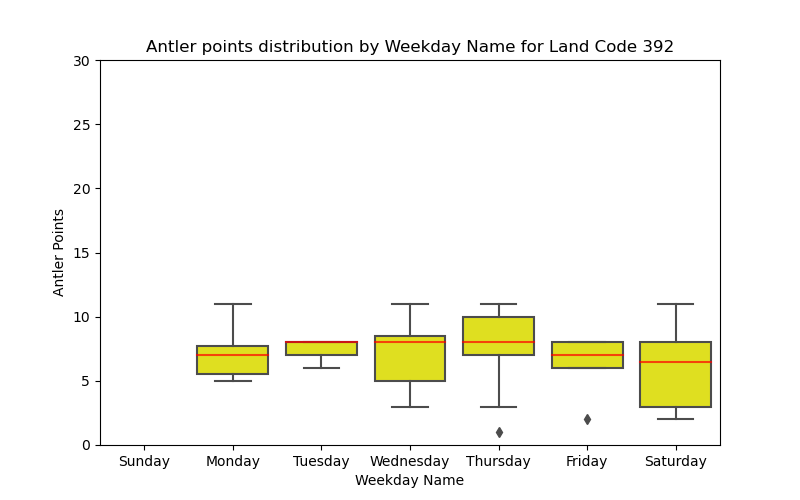 Antler points distribution by Weekday Name for Land Code 392
30
25
20
15
10
5
0
Antler Points
Sunday Monday Tuesday Wednesday Thursday Friday Saturday
Weekday Name